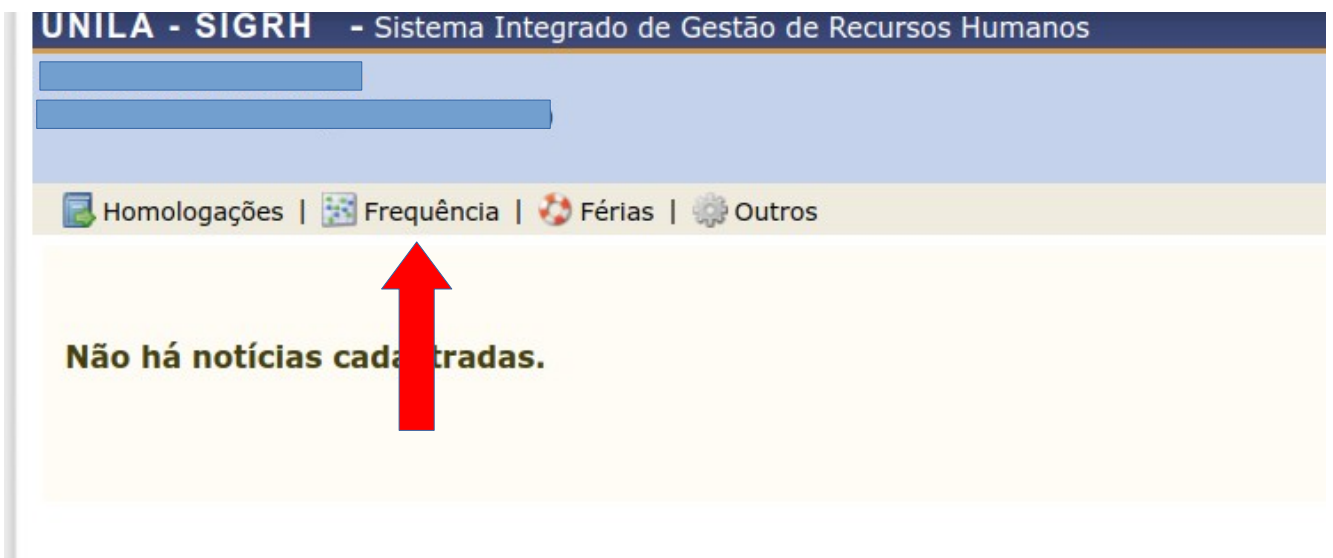 UNILA - SIGRH - Sistema Integrado de Gestão de Recursos Humanos
Homologações | Frequência | Férias | Outros
Não há notícias cadastradas.